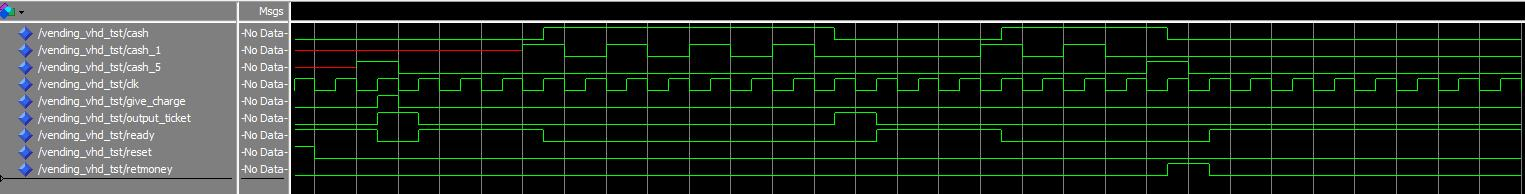 Msgs
/vending_vhd_tst/cash -No Data-
/vending_vhd_tst/cash_1 -No Data-
/vending_vhd_tst/cash_5 -No Data-
/vending_vhd_tst/clk -No Data-
/vending_vhd_tst/give_charge -No Data-
/vending_vhd_tst/output_ticket -No Data-
/vending_vhd_tst/ready -No Data-
/vending_vhd_tst/reset -No Data-
/vending_vhd_tst/retmoney -No Data-